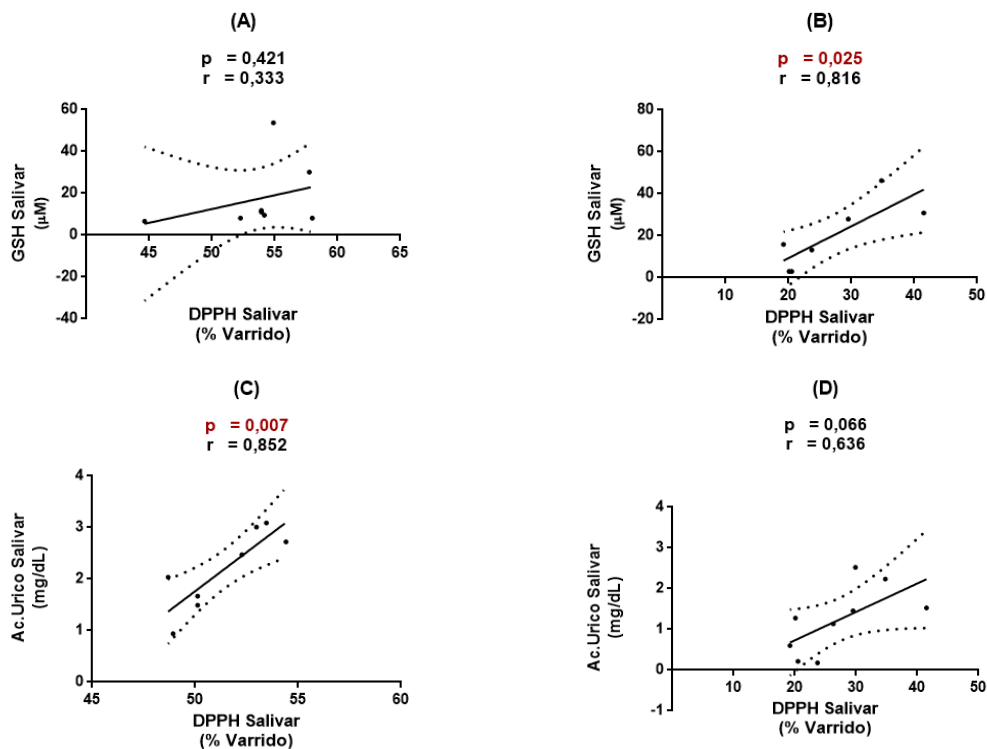 (A)
p = 0,421
r = 0,333
60
40
20
0
-20
-40
GSH Salivar
(µM)
45
50
55
60
65
DPPH Salivar
(% Varrido)
(B)
p = 0,025
r = 0,816
80
60
40
20
0
-20
GSH Salivar
(µM)
10
20
30
40
50
DPPH Salivar
(% Varrido)
(C)
p = 0,007
r = 0,852
4
3
2
1
0
Ac.Urico Salivar
(mg/dL)
45
50
55
60
DPPH Salivar
(% Varrido)
(D)
p = 0,066
r = 0,636
4
3
2
1
0
-1
Ac.Urico Salivar
(mg/dL)
10
20
30
40
50
DPPH Salivar
(% Varrido)